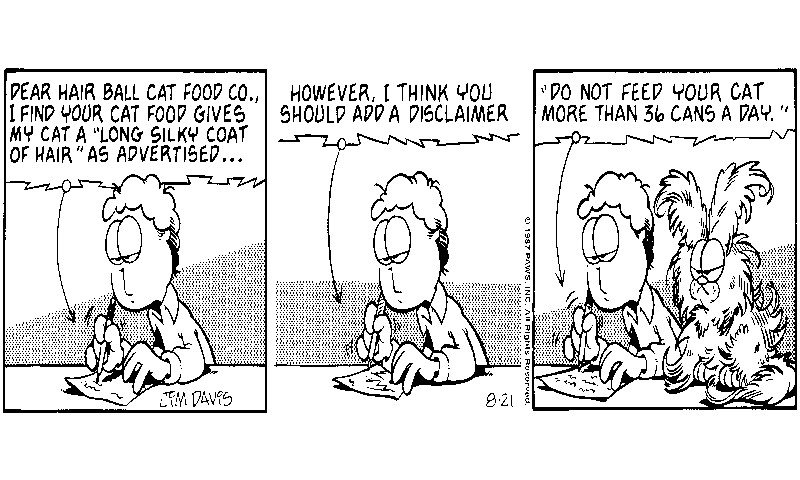 DEAR HAIR BALL CAT FOOD CO.,
I FIND YOUR CAT FOOD GIVES
MY CAT A "LONG SILKY COAT
OF HAIR" AS ADVERTISED...
JIM DAVIS
HOWEVER, I THINK YOU
SHOULD ADD A DISCLAIMER
8-21
© 1987 PAWS, INC. All Rights Reserved.
"DO NOT FEED YOUR CAT
MORE THAN 36 CANS A DAY."